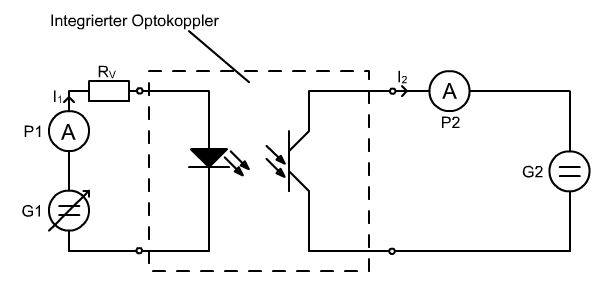 Integrierter Optokoppler
RV
I1
I2
P1
A
A
P2
G1
G2